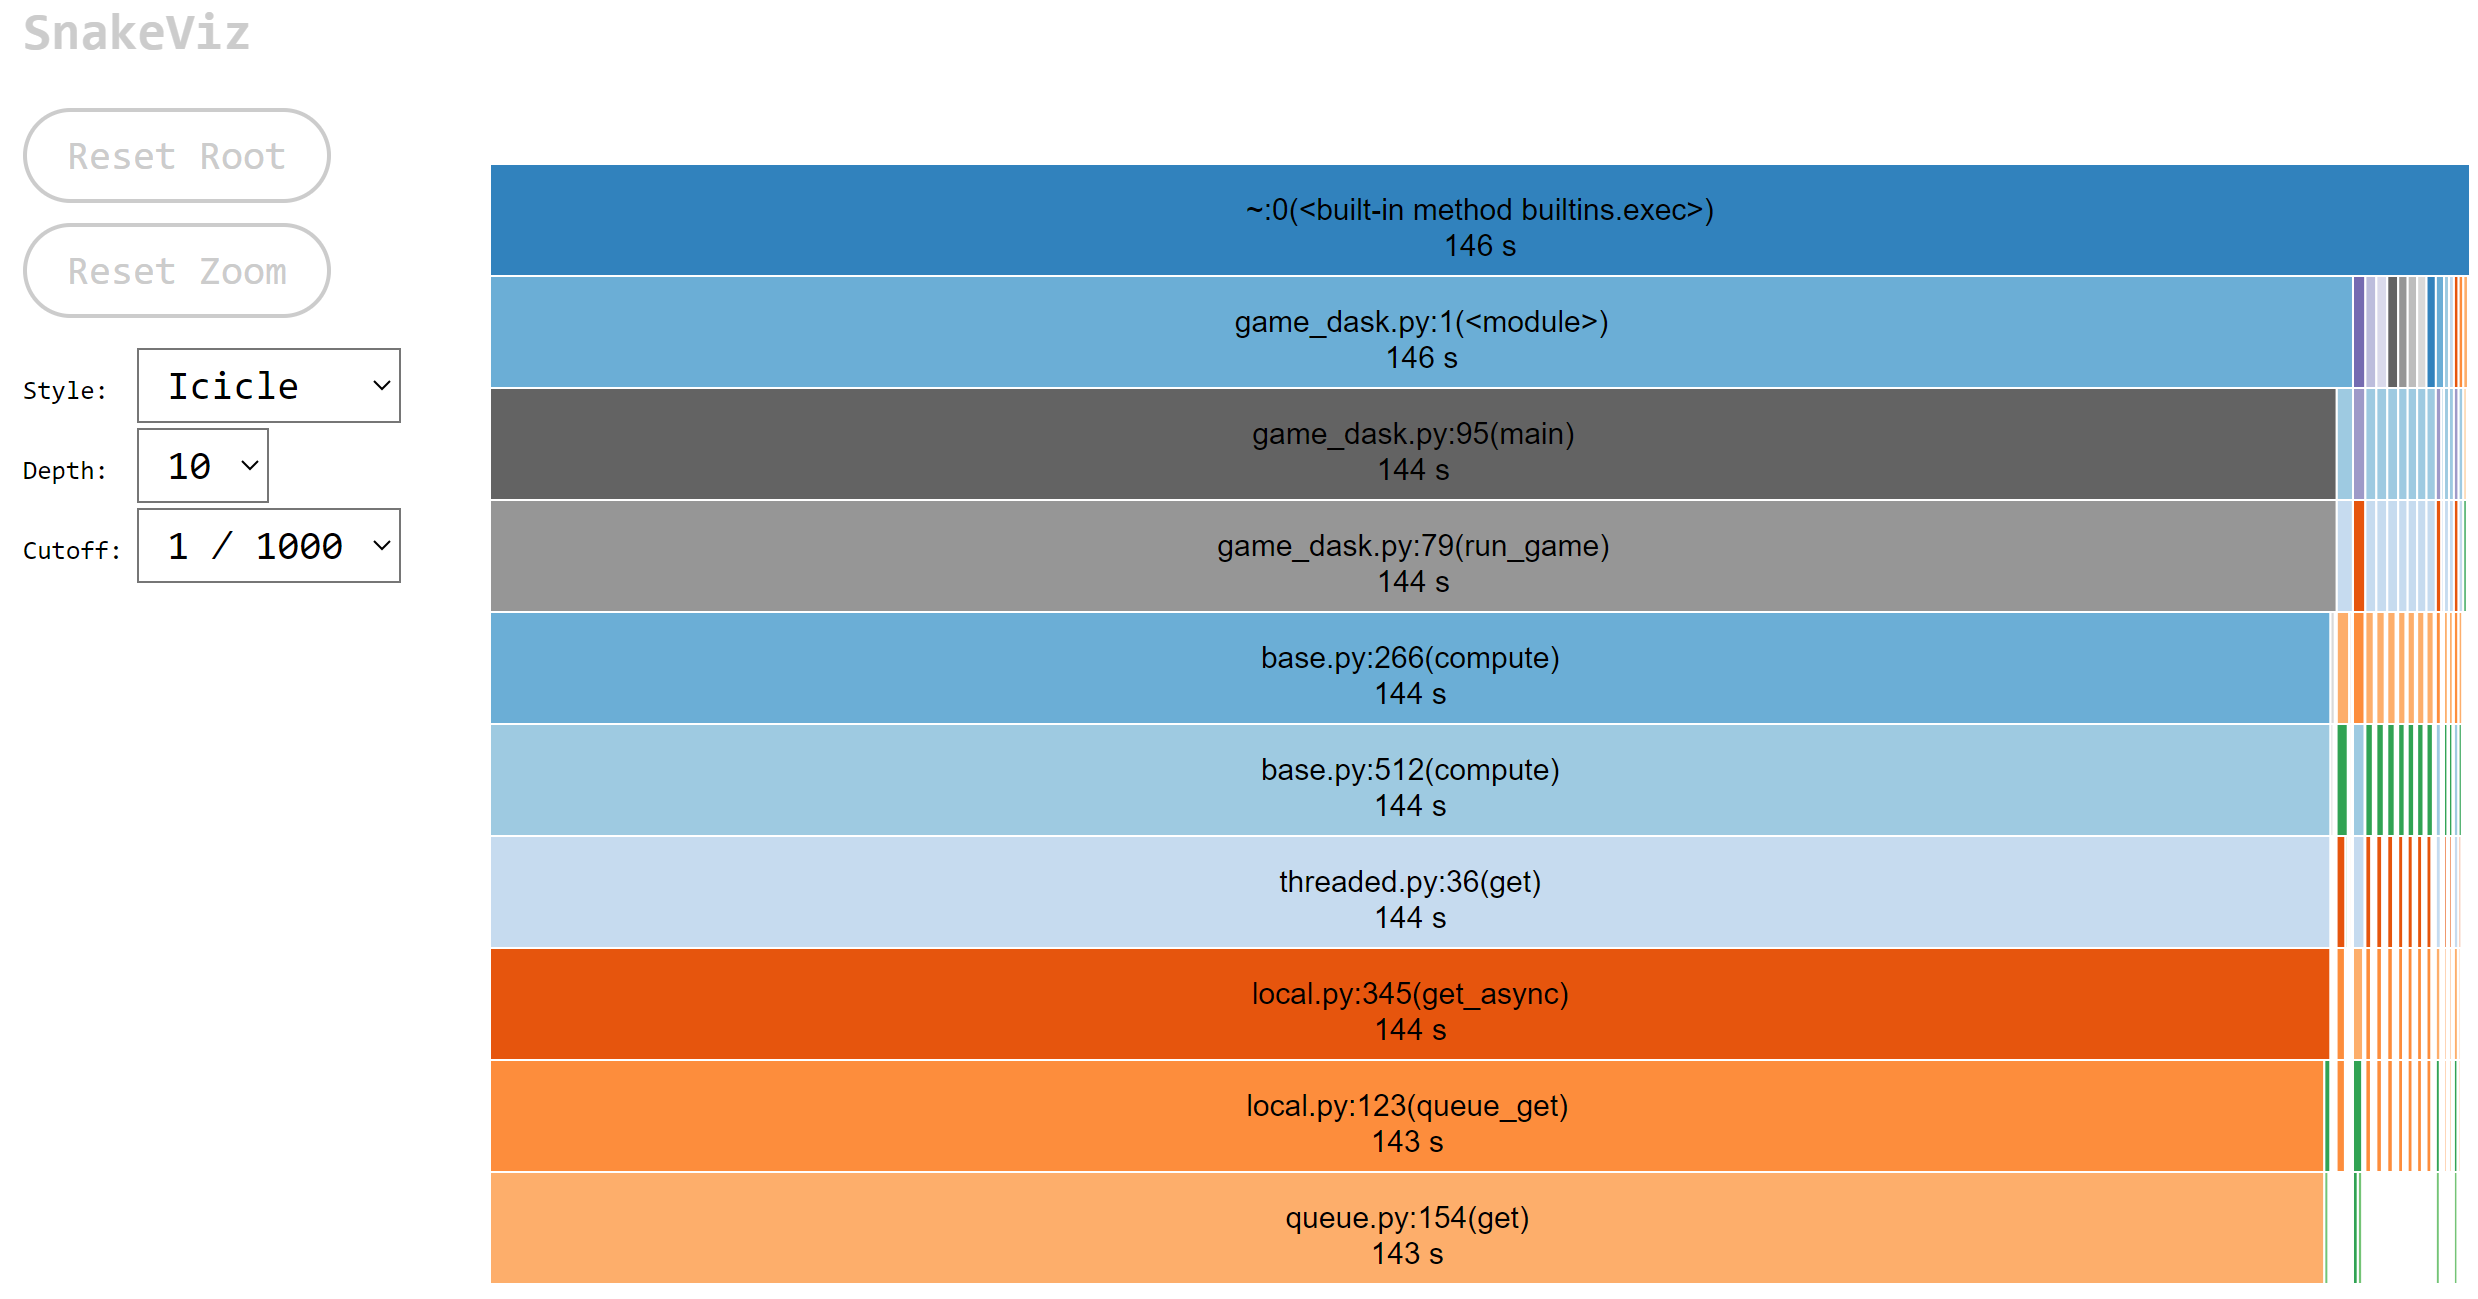 SnakeViz
Reset Root
Reset Zoom
Style: Icicle
Depth: 10
Cutoff: 1 / 1000
~:0(<built-in method builtins.exec>)
146 s
game_dask.py:1(<module>)
146 s
game_dask.py:95(main)
144 s
game_dask.py:79(run_game)
144 s
base.py:266(compute)
144 s
base.py:512(compute)
144 s
threaded.py:36(get)
144 s
local.py:345(get_async)
144 s
local.py:123(queue_get)
143 s
queue.py:154(get)
143 s